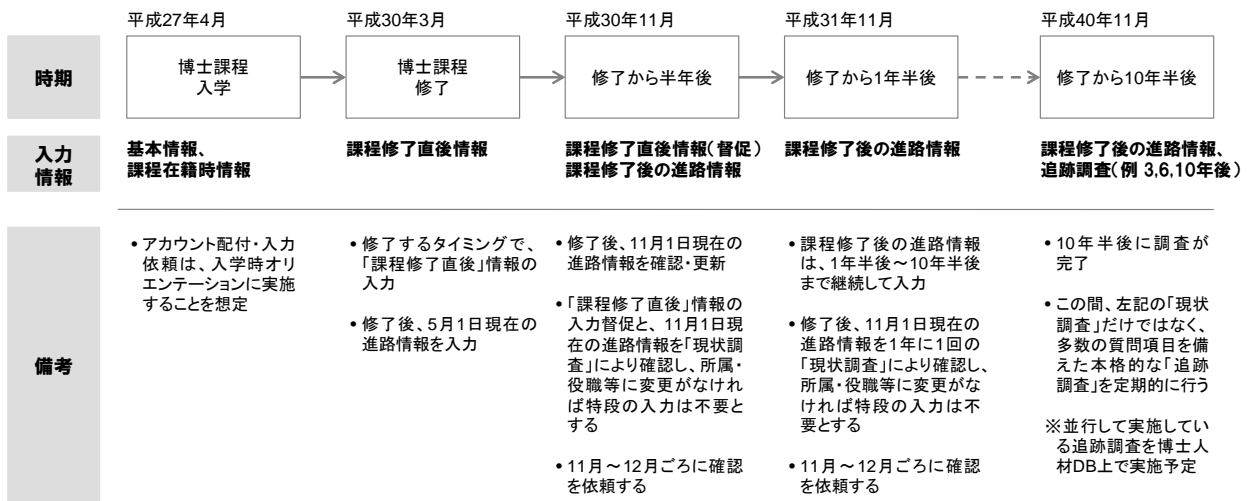 平成27年4月
平成30年3月
平成30年11月
平成31年11月
平成40年11月
時期
博士課程
入学
博士課程
修了
修了から半年後
修了から1年半後
修了から10年半後
入力
情報
基本情報、
課程在籍時情報
課程修了直後情報
課程修了直後情報(督促)
課程修了後の進路情報
課程修了後の進路情報
課程修了後の進路情報、
追跡調査(例 3,6,10年後)
備考
• アカウント配付・入力
依頼は、入学時オリ
エンテーションに実施
することを想定
• 修了するタイミングで、
「課程修了直後」情報の
入力
• 修了後、5月1日現在の
進路情報を入力
• 修了後、11月1日現在の
進路情報を確認・更新
• 「課程修了直後」情報の
入力督促と、11月1日現
在の進路情報を「現状調
査」により確認し、所属・
役職等に変更がなけれ
ば特段の入力は不要と
する
• 11月～12月ごろに確認
を依頼する
• 課程修了後の進路情報
は、1年半後～10年半後
まで継続して入力
• 修了後、11月1日現在の
進路情報を1年に1回の
「現状調査」により確認し、
所属・役職等に変更がな
ければ特段の入力は不
要とする
• 11月～12月ごろに確認
を依頼する
• 10年半後に調査が
完了
• この間、左記の「現状
調査」だけではなく、
多数の質問項目を備
えた本格的な「追跡
調査」を定期的に行う
※並行して実施してい
る追跡調査を博士人
材DB上で実施予定